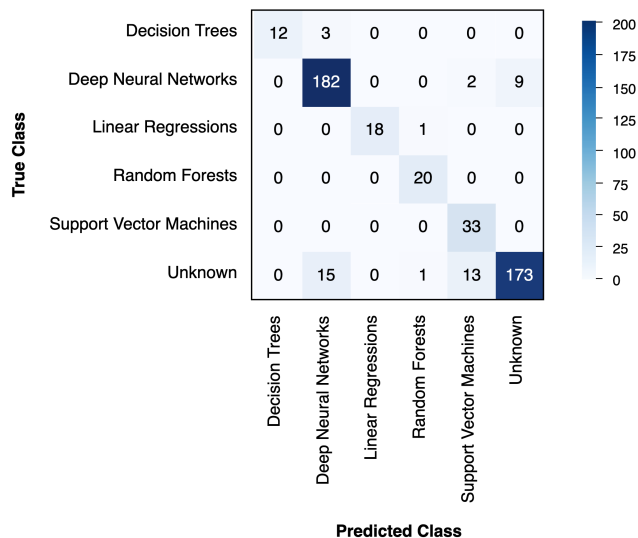 True Class
Decision Trees 12 3 0 0 0 0
Deep Neural Networks 0 182 0 0 2 9
Linear Regressions 0 0 18 1 0 0
Random Forests 0 0 0 20 0 0
Support Vector Machines 0 0 0 0 33 0
Unknown 0 15 0 1 13 173
Decision Trees
Deep Neural Networks
Linear Regressions
Random Forests
Support Vector Machines
Unknown
Predicted Class
200
175
150
125
100
75
50
25
0